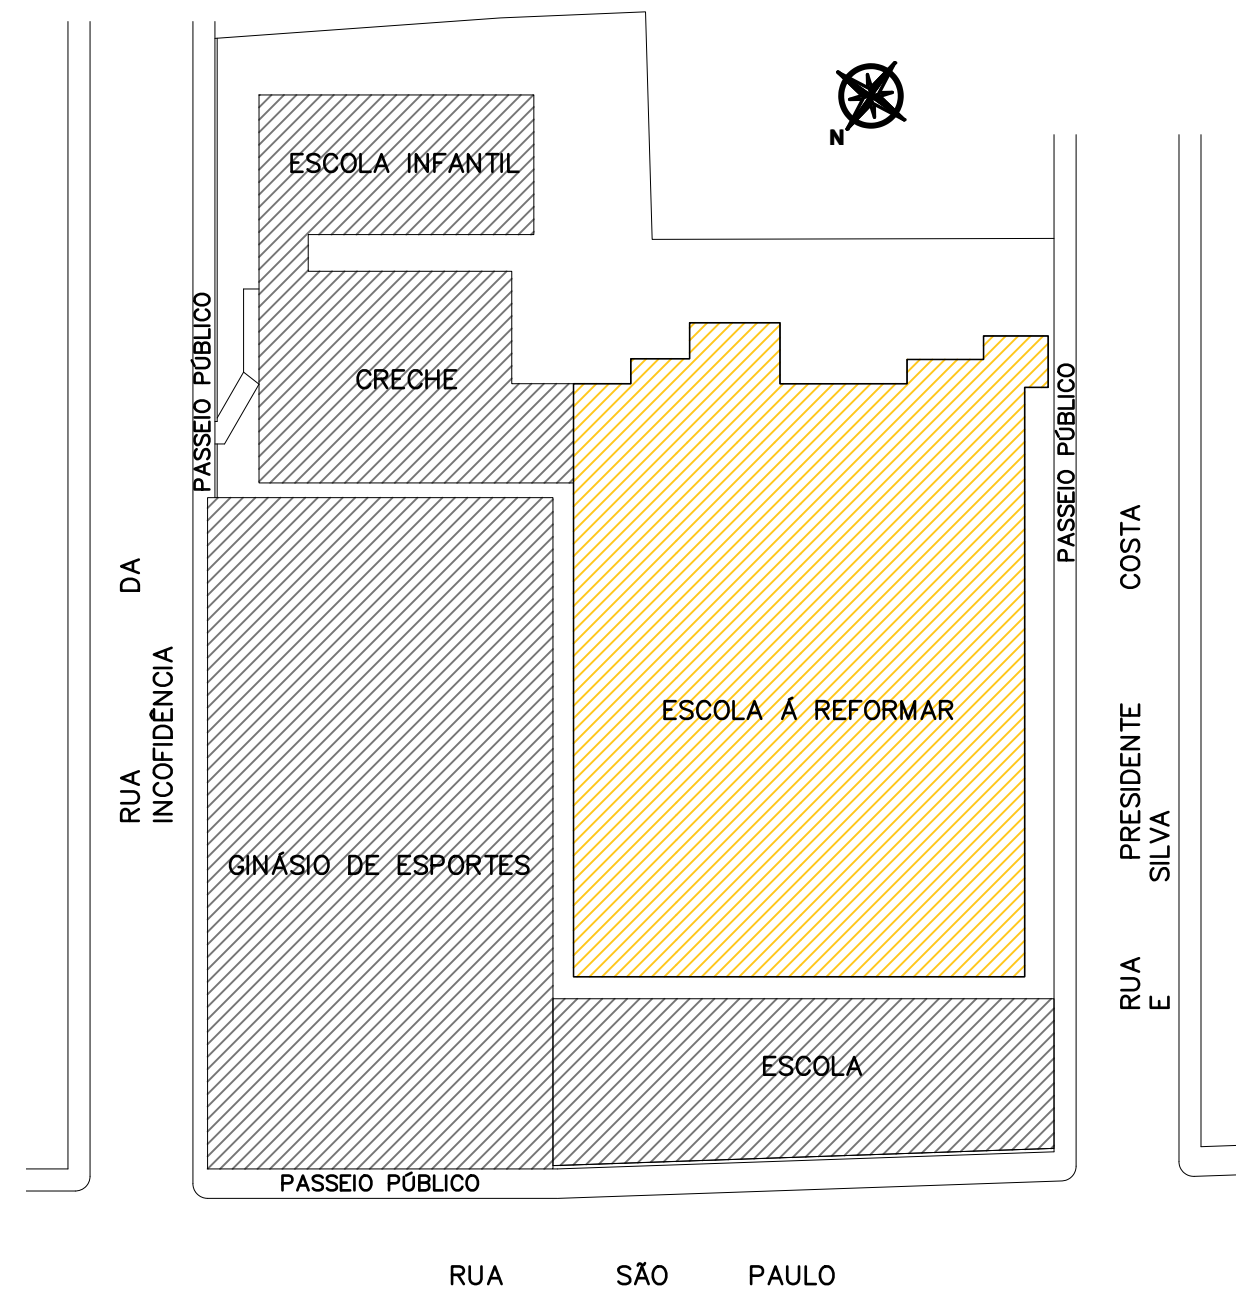 N
ESCOLA INFANTIL
CRECHE
PASSEIO PÚBLICO
PASSEIO PÚBLICO
RUA DA
INCOFIDÊNCIA
ESCOLA Á REFORMAR
RUA PRESIDENTE COSTA
E SILVA
GINÁSIO DE ESPORTES
ESCOLA
PASSEIO PÚBLICO
RUA SÃO PAULO